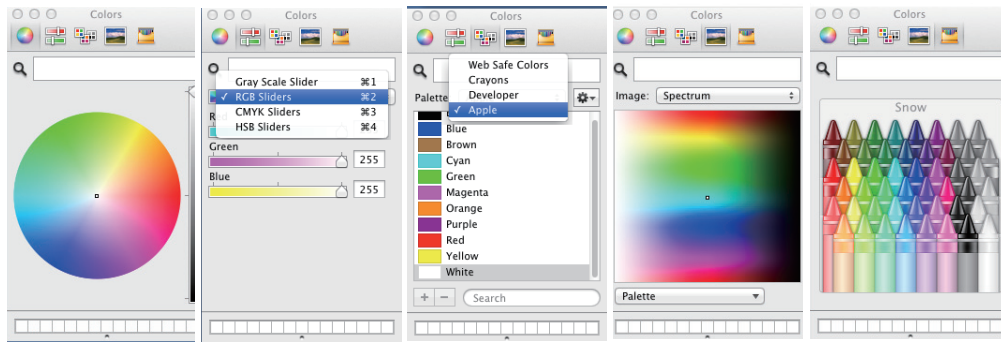 Colors
Gray Scale Slider ⌘1
✓ RGB Sliders ⌘2
CMYK Sliders ⌘3
HSB Sliders ⌘4
Green
255
Blue
255
Colors
Colors
Web Safe Colors
Crayons
Developer
✓ Apple
Palette
Blue
Brown
Cyan
Green
Magenta
Orange
Purple
Red
Yellow
White
+ − Search
Colors
Image: Spectrum
Palette
Colors
Snow